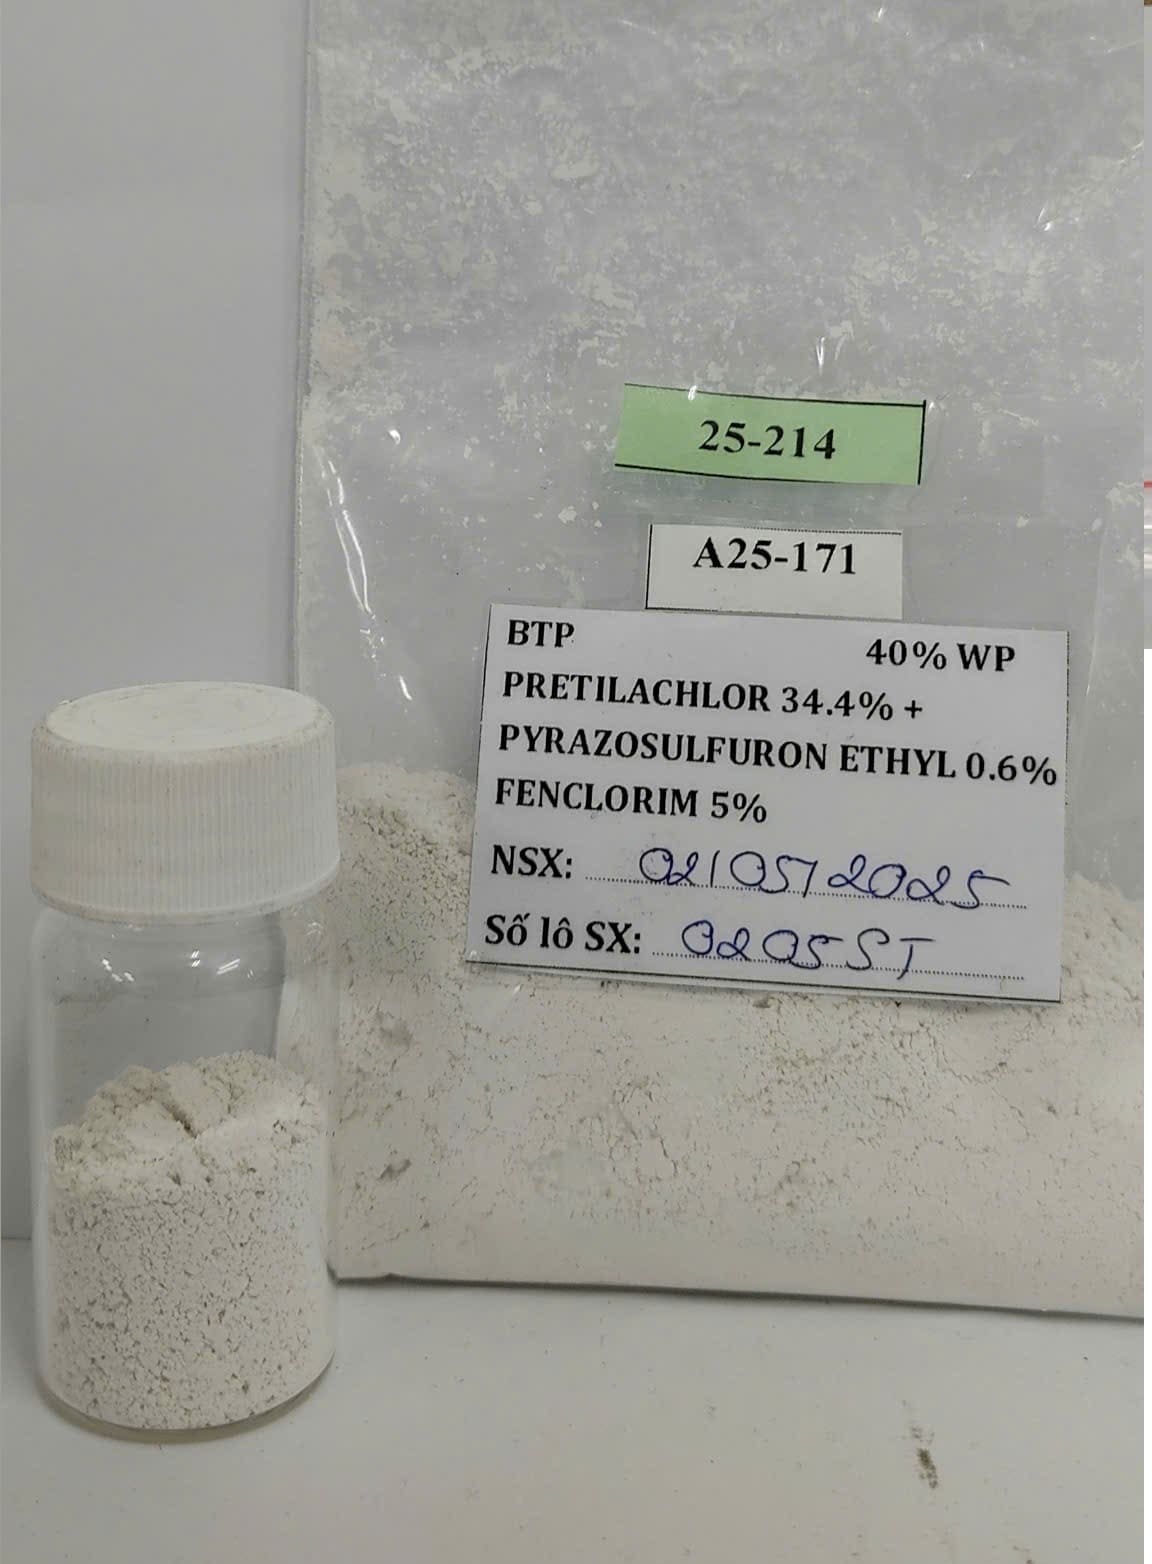 25-214
A25-171
BTP 40% WP
PRETILACHLOR 34.4% +
PYRAZOSULFURON ETHYL 0.6%
FENCLORIM 5%
NSX: 02/05/2025
Số lô SX: 0205ST